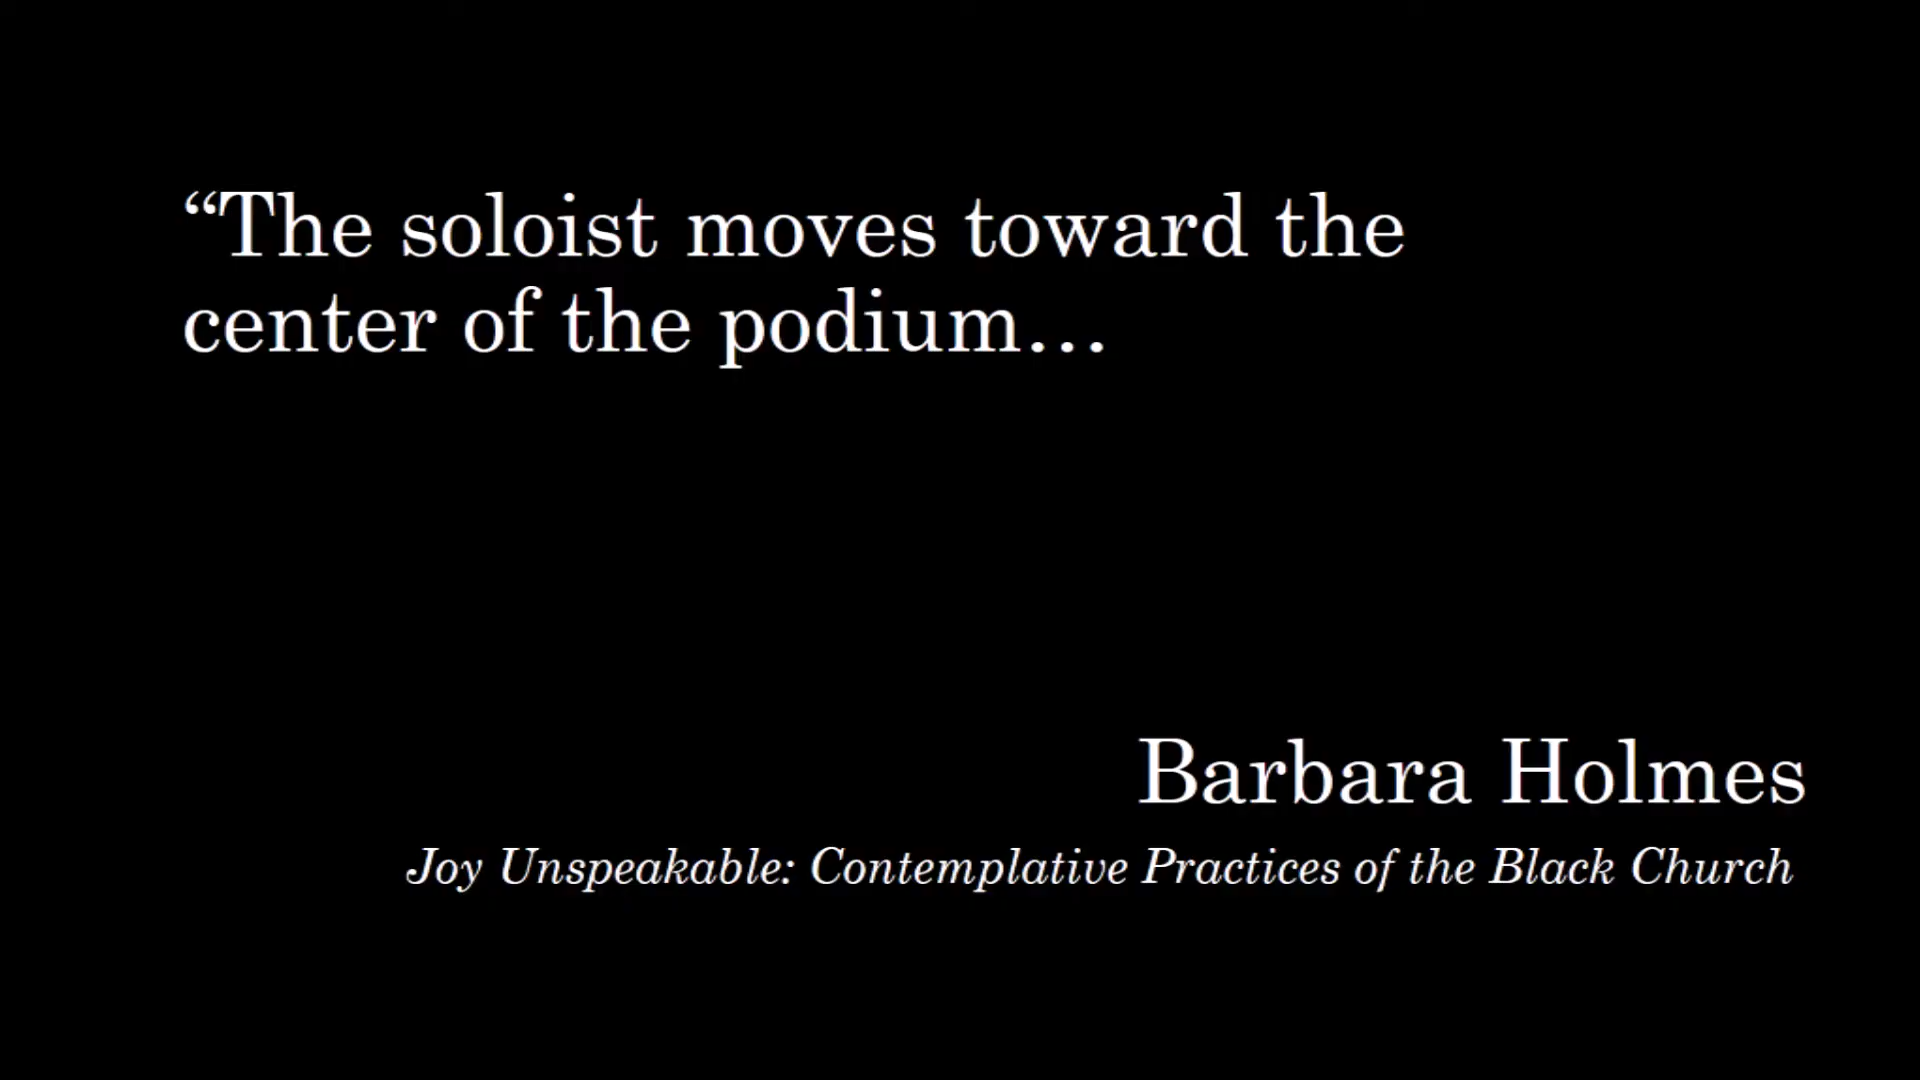 “The soloist moves toward the
center of the podium…
Barbara Holmes
Joy Unspeakable: Contemplative Practices of the Black Church